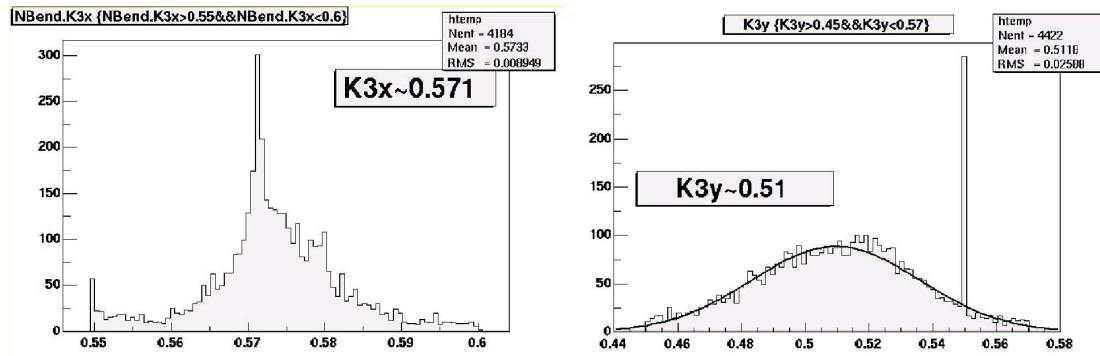 NBend.K3x {NBend.K3x>0.55&&NBend.K3x<0.6}
htemp
Nent = 4184
Mean = 0.5733
RMS = 0.008949
K3x~0.571
300
250
200
150
100
50
0
0.55 0.56 0.57 0.58 0.59 0.6
K3y {K3y>0.45&&K3y<0.57}
htemp
Nent = 4422
Mean = 0.5118
RMS = 0.02588
K3y~0.51
250
200
150
100
50
0
0.44 0.46 0.48 0.5 0.52 0.54 0.56 0.58